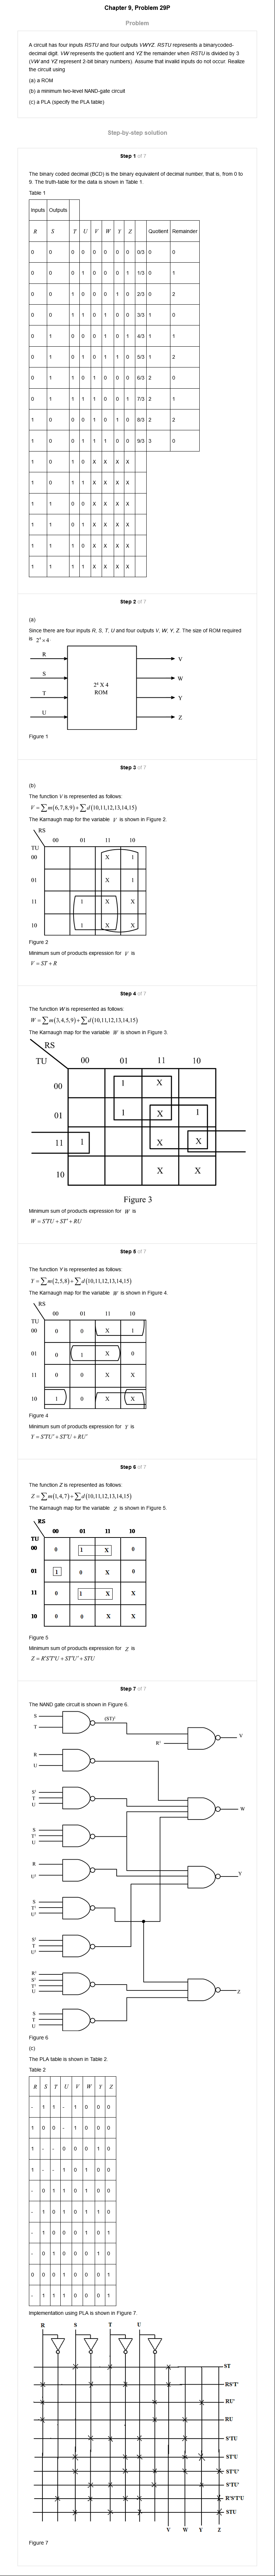 Chapter 9, Problem 29P
Problem
A circuit has four inputs RSTU and four outputs VWYZ. RSTU represents a binarycoded-
decimal digit. VW represents the quotient and YZ the remainder when RSTU is divided by 3
(VW and YZ represent 2-bit binary numbers). Assume that invalid inputs do not occur. Realize
the circuit using
(a) a ROM
(b) a minimum two-level NAND-gate circuit
(c) a PLA (specify the PLA table)
Step-by-step solution
Step 1 of 7
The binary coded decimal (BCD) is the binary equivalent of decimal number, that is, from 0 to
9. The truth-table for the data is shown in Table 1.
Table 1
Inputs Outputs
R S T U V W Y Z Quotient Remainder
0 0 0 0 0 0 0 0 0/3 0 0
0 0 0 1 0 0 0 1 1/3 0 1
0 0 1 0 0 0 1 0 2/3 0 2
0 0 1 1 0 1 0 0 3/3 1 0
0 1 0 0 0 1 0 1 4/3 1 1
0 1 0 1 0 1 1 0 5/3 1 2
0 1 1 0 1 0 0 0 6/3 2 0
0 1 1 1 1 0 0 1 7/3 2 1
1 0 0 0 1 0 1 0 8/3 2 2
1 0 0 1 1 1 0 0 9/3 3 0
1 0 1 0 X X X X
1 0 1 1 X X X X
1 1 0 0 X X X X
1 1 0 1 X X X X
1 1 1 0 X X X X
1 1 1 1 X X X X
Step 2 of 7
(a)
Since there are four inputs R, S, T, U and four outputs V, W, Y, Z. The size of ROM required
is 2⁴ × 4
R
S
T
U
2⁴ X 4
ROM
V
W
Y
Z
Figure 1
Step 3 of 7
(b)
The function V is represented as follows:
V = ∑m(6,7,8,9) + ∑d(10,11,12,13,14,15)
The Karnaugh map for the variable V is shown in Figure 2.
RS
TU 00 01 11 10
00 X 1
01 X 1
11 1 X X
10 1 X X
Figure 2
Minimum sum of products expression for V is
V = ST + R
Step 4 of 7
The function W is represented as follows:
W = ∑m(3,4,5,9) + ∑d(10,11,12,13,14,15)
The Karnaugh map for the variable W is shown in Figure 3.
RS
TU 00 01 11 10
00 1 X
01 1 X 1
11 1 X X
10 X X
Figure 3
Minimum sum of products expression for W is
W = S'TU + ST' + RU
Step 5 of 7
The function Y is represented as follows:
Y = ∑m(2,5,8) + ∑d(10,11,12,13,14,15)
The Karnaugh map for the variable W is shown in Figure 4.
RS
TU 00 01 11 10
00 0 0 X 1
01 0 1 X 0
11 0 0 X X
10 1 0 X X
Figure 4
Minimum sum of products expression for Y is
Y = S'TU' + ST'U + RU'
Step 6 of 7
The function Z is represented as follows:
Z = ∑m(1,4,7) + ∑d(10,11,12,13,14,15)
The Karnaugh map for the variable Z is shown in Figure 5.
RS
TU 00 01 11 10
00 0 1 X 0
01 1 0 X 0
11 0 1 X X
10 0 0 X X
Figure 5
Minimum sum of products expression for Z is
Z = R'S'T'U + ST'U' + STU
Step 7 of 7
The NAND gate circuit is shown in Figure 6.
S
T
(ST)'
R'
V
R
U
S'
T
U
W
S
T'
U
R
U'
Y
S
T'
U'
S'
T
U'
R'
S'
T'
U
Z
S
T
U
Figure 6
(c)
The PLA table is shown in Table 2
Table 2
R S T U V W Y Z
- 1 1 - 1 0 0 0
1 0 0 - 1 0 0 0
1 - - 0 0 0 1 0
1 - - 1 0 1 0 0
- 0 1 1 0 1 0 0
- 1 0 1 0 1 1 0
- 1 0 0 0 1 0 1
- 0 1 0 0 0 1 0
0 0 0 1 0 0 0 1
- 1 1 1 0 0 0 1
Implementation using PLA is shown in Figure 7.
R S T U
ST
RS'T'
RU'
RU
S'TU
ST'U
ST'U'
S'TU'
R'S'T'U
STU
V W Y Z
Figure 7